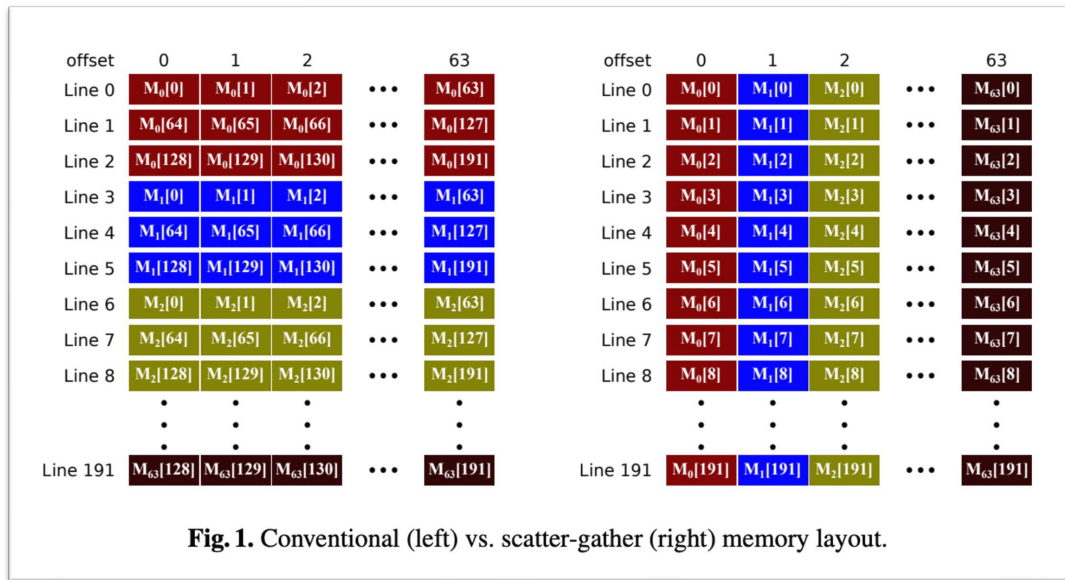 offset 0 1 2 63
Line 0 M₀[0] M₀[1] M₀[2] ••• M₀[63]
Line 1 M₀[64] M₀[65] M₀[66] ••• M₀[127]
Line 2 M₀[128] M₀[129] M₀[130] ••• M₀[191]
Line 3 M₁[0] M₁[1] M₁[2] ••• M₁[63]
Line 4 M₁[64] M₁[65] M₁[66] ••• M₁[127]
Line 5 M₁[128] M₁[129] M₁[130] ••• M₁[191]
Line 6 M₂[0] M₂[1] M₂[2] ••• M₂[63]
Line 7 M₂[64] M₂[65] M₂[66] ••• M₂[127]
Line 8 M₂[128] M₂[129] M₂[130] ••• M₂[191]
Line 191 M₆₃[128] M₆₃[129] M₆₃[130] ••• M₆₃[191]
offset 0 1 2 63
Line 0 M₀[0] M₁[0] M₂[0] ••• M₆₃[0]
Line 1 M₀[1] M₁[1] M₂[1] ••• M₆₃[1]
Line 2 M₀[2] M₁[2] M₂[2] ••• M₆₃[2]
Line 3 M₀[3] M₁[3] M₂[3] ••• M₆₃[3]
Line 4 M₀[4] M₁[4] M₂[4] ••• M₆₃[4]
Line 5 M₀[5] M₁[5] M₂[5] ••• M₆₃[5]
Line 6 M₀[6] M₁[6] M₂[6] ••• M₆₃[6]
Line 7 M₀[7] M₁[7] M₂[7] ••• M₆₃[7]
Line 8 M₀[8] M₁[8] M₂[8] ••• M₆₃[8]
Line 191 M₀[191] M₁[191] M₂[191] ••• M₆₃[191]
Fig. 1. Conventional (left) vs. scatter-gather (right) memory layout.